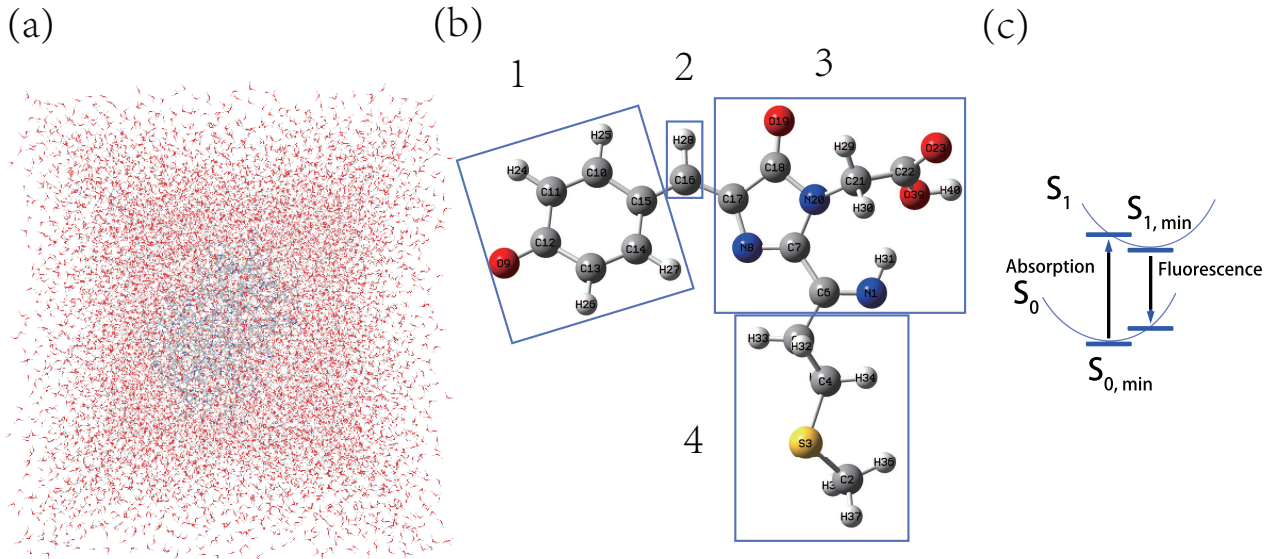 (a)
(b)
(c)
1
2
3
4
H25
H24
C10
C11
C15
C12
C14
O9
C13
H27
H26
H28
C16
O19
H29
O23
C18
C22
C21
C17
N20
O39
H40
H30
N8
C7
H31
C6
N1
H33
H32
C4
H34
S3
H36
C2
H37
S1
S1, min
Absorption
Fluorescence
S0
S0, min